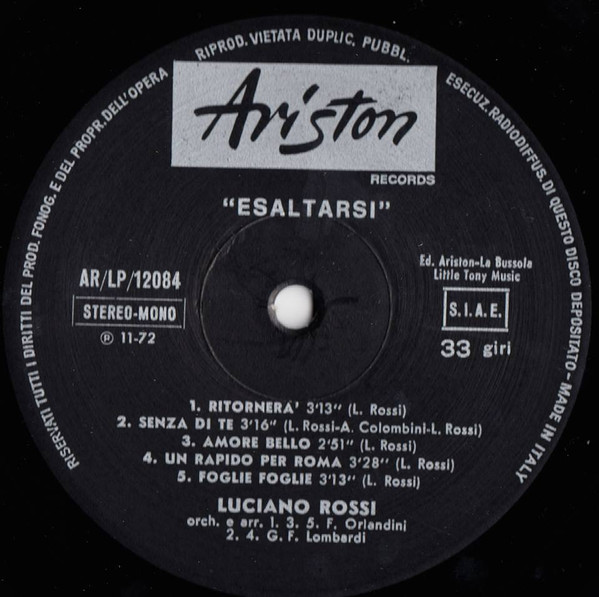 RISERVATI TUTTI I DIRITTI DEL PROD. FONOG. E DEL PROPR. DELL'OPERA RIPROD. VIETATA DUPLIC. PUBBL. ESECUZ. RADIODIFFUS. DI QUESTO DISCO DEPOSITATO - MADE IN ITALY
Ariston
RECORDS
"ESALTARSI"
AR/LP/12084
STEREO-MONO
Ⓟ 11-72
Ed. Ariston-La Bussola
Little Tony Music
S.I.A.E.
33 giri
1. RITORNERA' 3'13" (L. Rossi)
2. SENZA DI TE 3'16" (L. Rossi-A. Colombini-L. Rossi)
3. AMORE BELLO 2'51" (L. Rossi)
4. UN RAPIDO PER ROMA 3'28" (L. Rossi)
5. FOGLIE FOGLIE 3'13" (L. Rossi)
LUCIANO ROSSI
orch. e arr. 1. 3. 5. F. Orlandini
2. 4. G. F. Lombardi